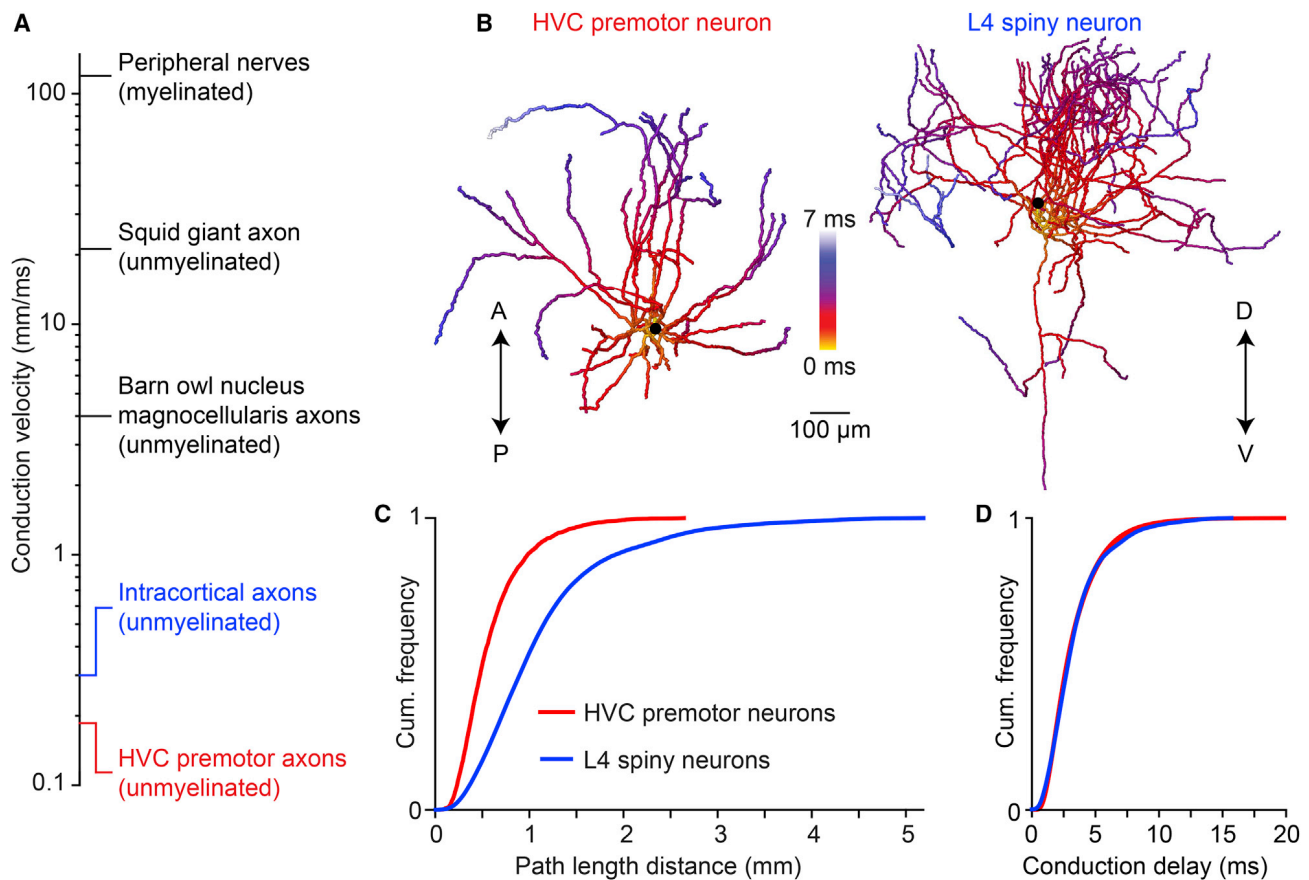 A
Conduction velocity (mm/ms)
100
10
1
0.1
Peripheral nerves
(myelinated)
Squid giant axon
(unmyelinated)
Barn owl nucleus
magnocellularis axons
(unmyelinated)
Intracortical axons
(unmyelinated)
HVC premotor axons
(unmyelinated)
B
HVC premotor neuron
L4 spiny neuron
A
P
7 ms
0 ms
100 µm
D
V
C
Cum. frequency
1
0
0 1 2 3 4 5
Path length distance (mm)
HVC premotor neurons
L4 spiny neurons
D
Cum. frequency
1
0
0 5 10 15 20
Conduction delay (ms)